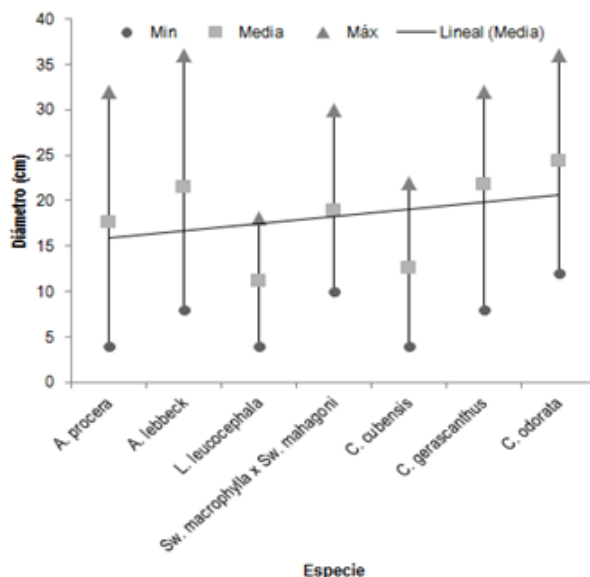 Min Media Máx Lineal (Media)
Diámetro (cm)
40
35
30
25
20
15
10
5
0
A. procera
A. lebbeck
L. leucocephala
Sw. macrophylla x Sw. mahagoni
C. cubensis
C. gerascanthus
C. odorata
Especie